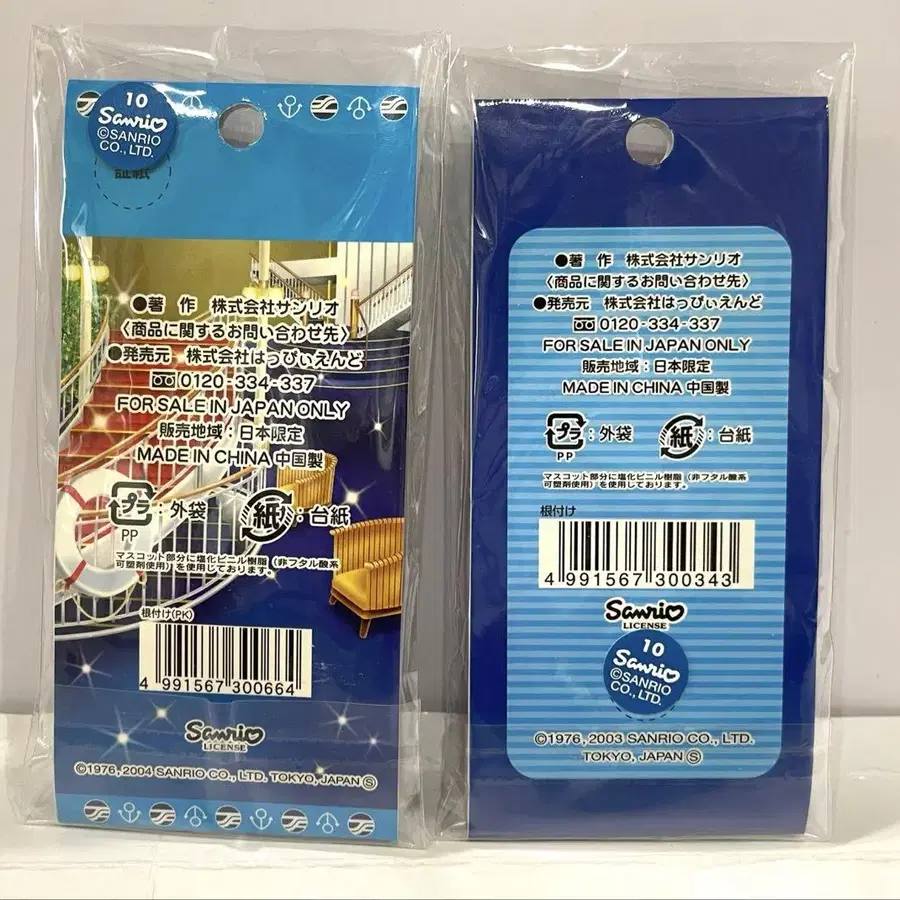 10
Sanrio
©SANRIO
CO., LTD.
証紙
●著 作 株式会社サンリオ
〈商品に関するお問い合わせ先〉
●発売元 株式会社はっぴぃえんど
0120-334-337
FOR SALE IN JAPAN ONLY
販売地域：日本限定
MADE IN CHINA 中国製
プラ：外袋 紙：台紙
PP
マスコット部分に塩化ビニル樹脂（非フタル酸系
可塑剤使用）を使用しております。
根付け(PK)
4 991567 300664
Sanrio
LICENSE
©1976, 2004 SANRIO CO., LTD. TOKYO, JAPAN Ⓢ
●著 作 株式会社サンリオ
〈商品に関するお問い合わせ先〉
●発売元 株式会社はっぴぃえんど
0120-334-337
FOR SALE IN JAPAN ONLY
販売地域：日本限定
MADE IN CHINA 中国製
プラ：外袋 紙：台紙
PP
マスコット部分に塩化ビニル樹脂（非フタル酸系
可塑剤使用）を使用しております。
根付け
4 991567 300343
Sanrio
LICENSE
10
Sanrio
©SANRIO
CO., LTD.
©1976, 2003 SANRIO CO., LTD.
TOKYO, JAPAN Ⓢ